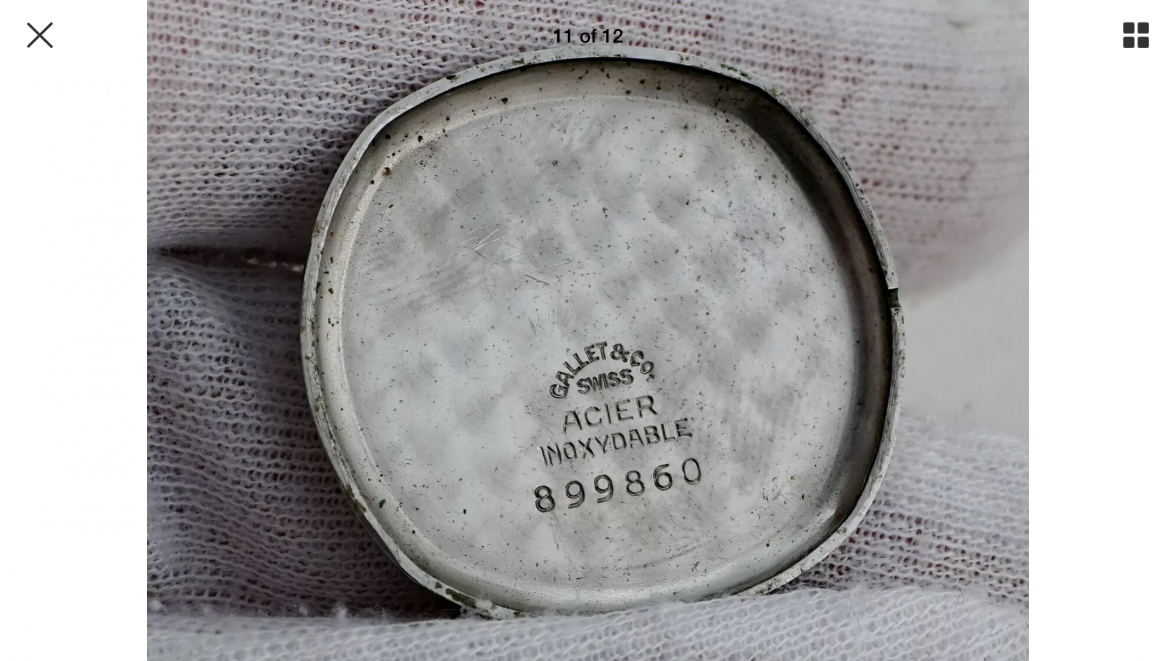 11 of 12
GALLET & CO.
SWISS
ACIER
INOXYDABLE
899860